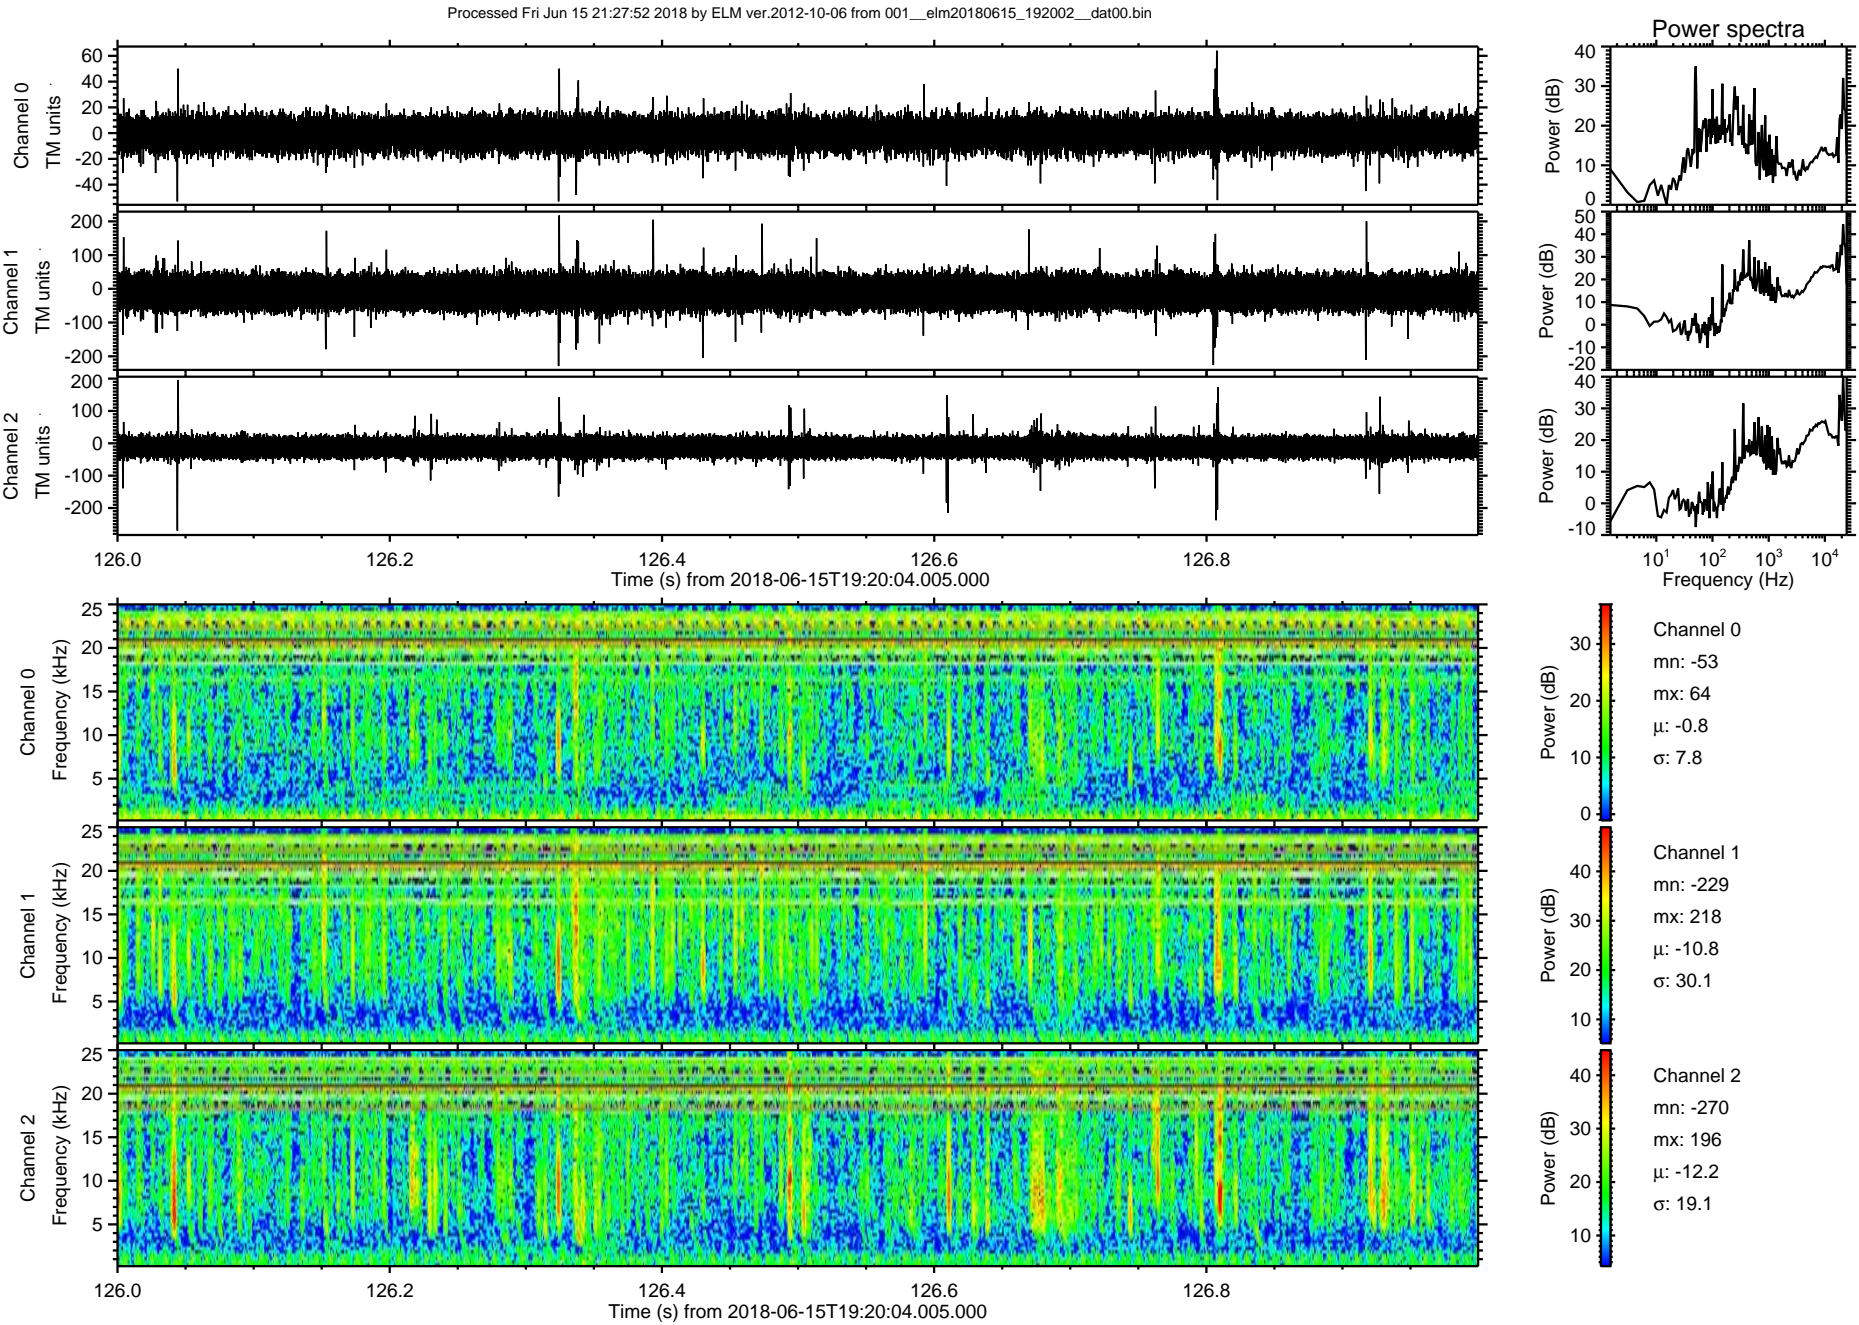 Processed Fri Jun 15 21:27:52 2018 by ELM ver.2012-10-06 from 001__elm20180615_192002__dat00.bin
Power spectra
Channel 0
TM units
60
40
20
0
-20
-40
Power (dB)
40
30
20
10
0
Channel 1
TM units
200
100
0
-100
-200
Power (dB)
50
40
30
20
10
0
-10
-20
Channel 2
TM units
200
100
0
-100
-200
Power (dB)
40
30
20
10
0
-10
126.0 126.2 126.4 126.6 126.8
Time (s) from 2018-06-15T19:20:04.005.000
10^1 10^2 10^3 10^4
Frequency (Hz)
Channel 0
Frequency (kHz)
25
20
15
10
5
Power (dB)
30
20
10
0
Channel 0
mn: -53
mx: 64
μ: -0.8
σ: 7.8
Channel 1
Frequency (kHz)
25
20
15
10
5
Power (dB)
40
30
20
10
Channel 1
mn: -229
mx: 218
μ: -10.8
σ: 30.1
Channel 2
Frequency (kHz)
25
20
15
10
5
Power (dB)
40
30
20
10
Channel 2
mn: -270
mx: 196
μ: -12.2
σ: 19.1
126.0 126.2 126.4 126.6 126.8
Time (s) from 2018-06-15T19:20:04.005.000